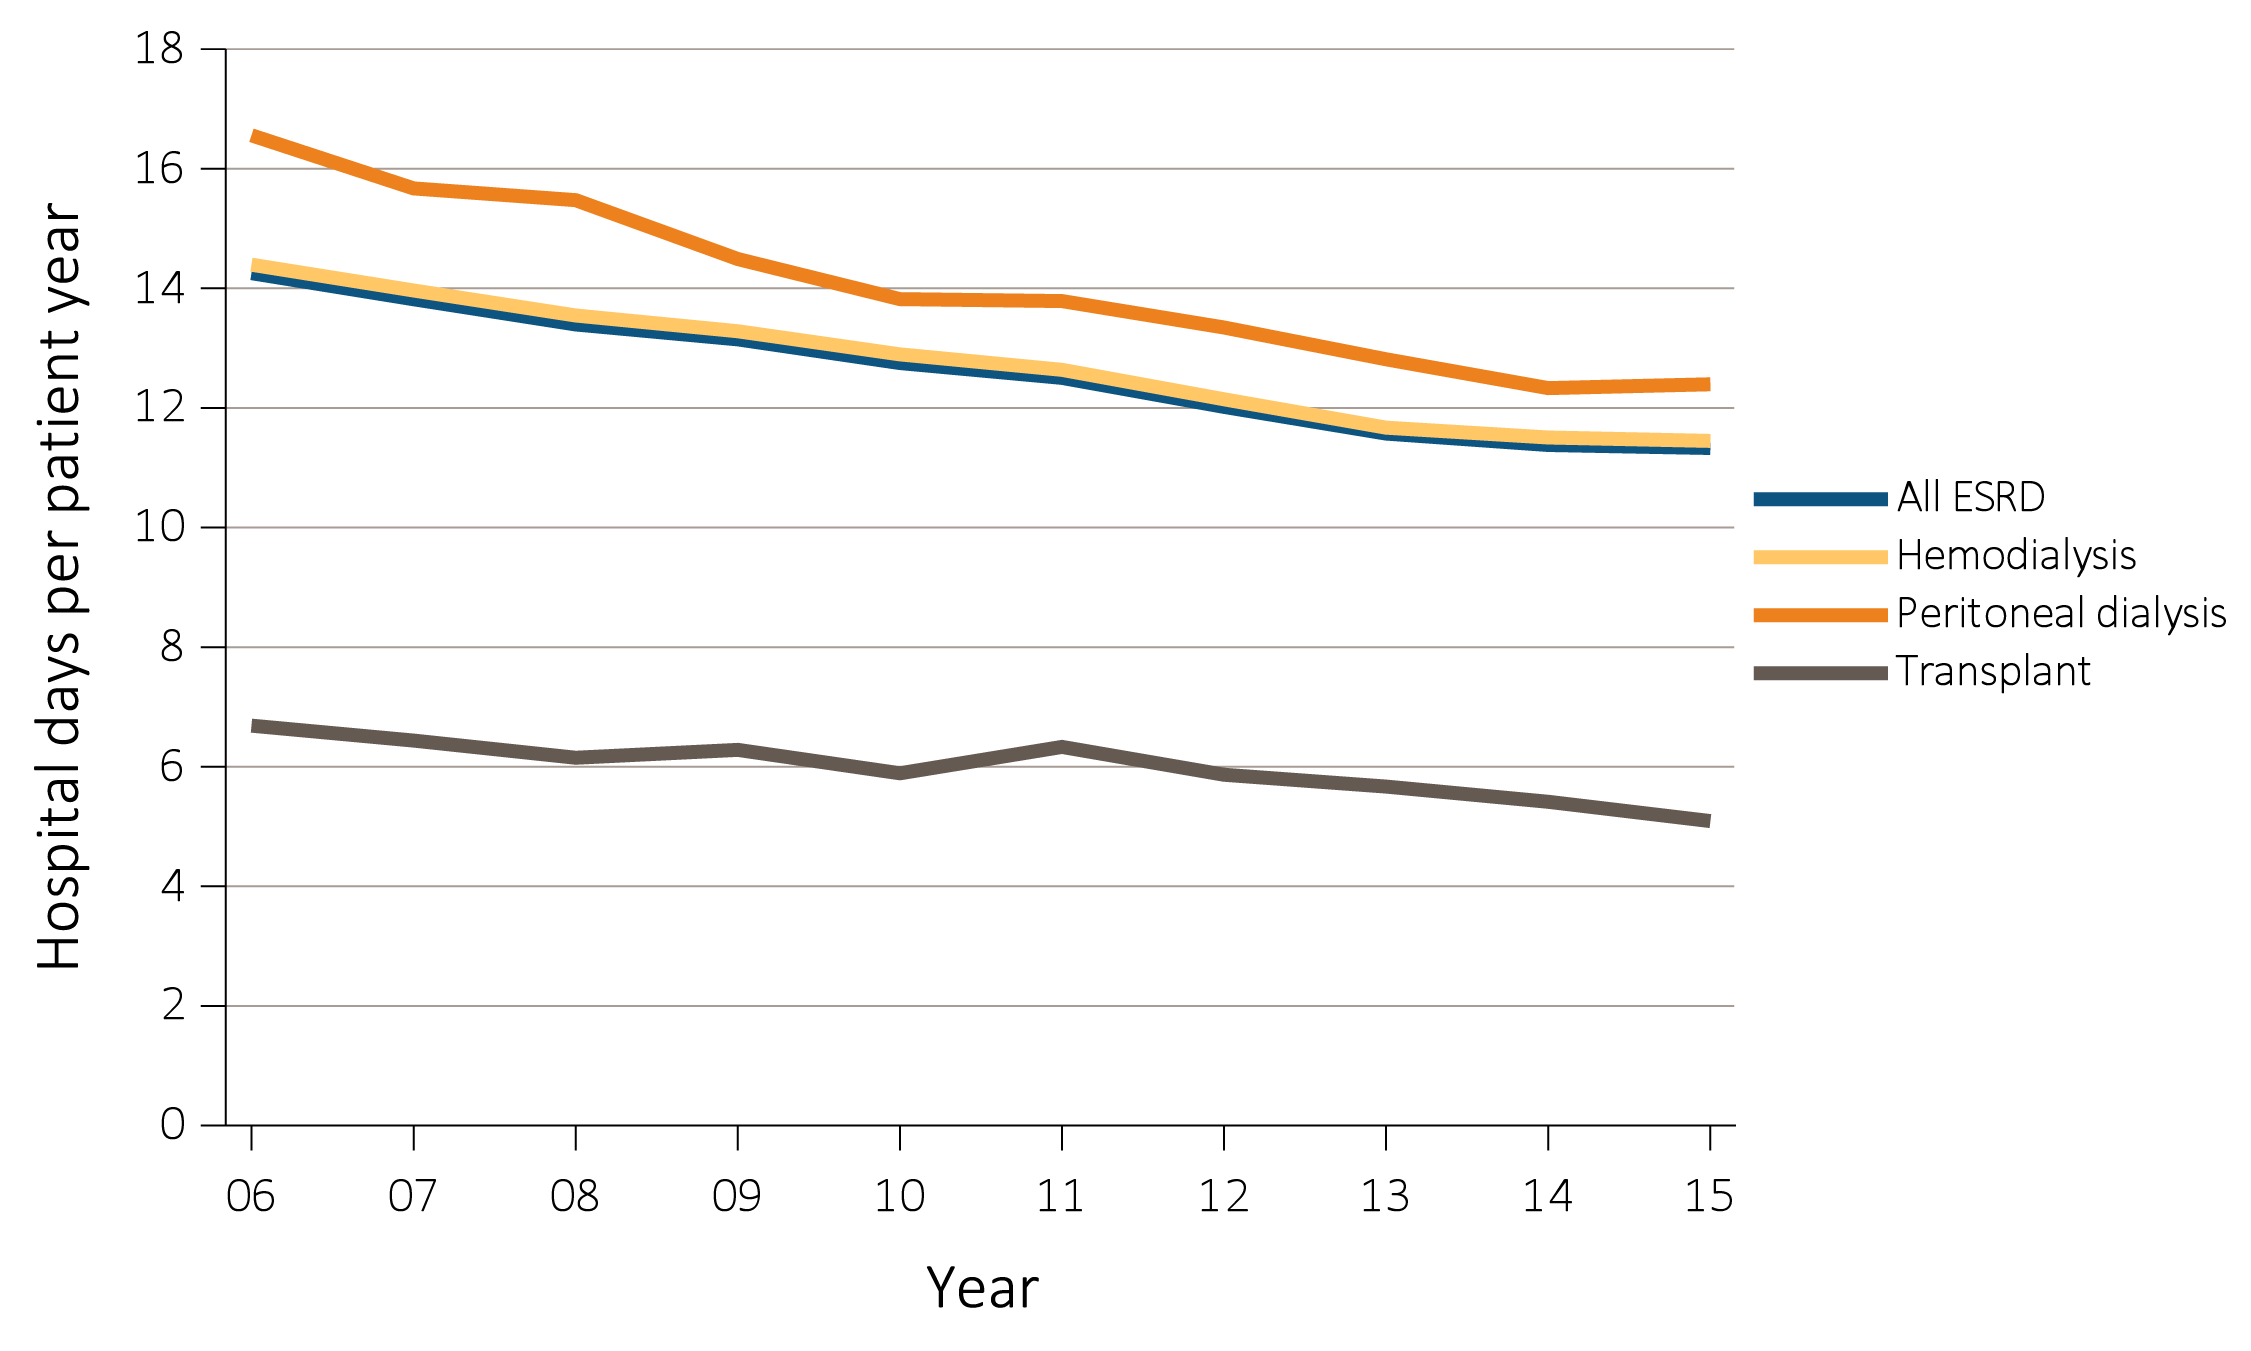 Hospital days per patient year
18
16
14
12
10
8
6
4
2
0
06 07 08 09 10 11 12 13 14 15
Year
All ESRD
Hemodialysis
Peritoneal dialysis
Transplant